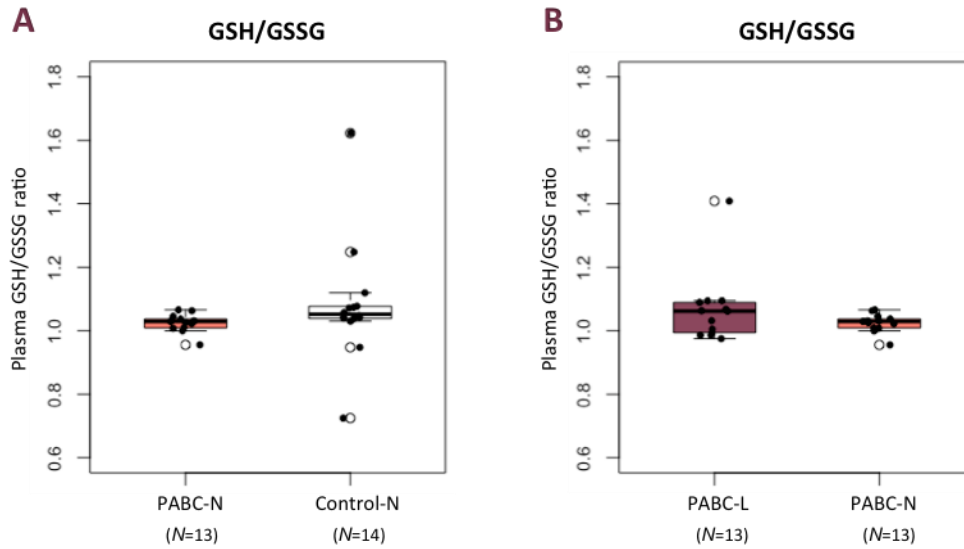 A
GSH/GSSG
Plasma GSH/GSSG ratio
1.8
1.6
1.4
1.2
1.0
0.8
0.6
PABC-N
Control-N
(N=13)
(N=14)
B
GSH/GSSG
Plasma GSH/GSSG ratio
1.8
1.6
1.4
1.2
1.0
0.8
0.6
PABC-L
PABC-N
(N=13)
(N=13)